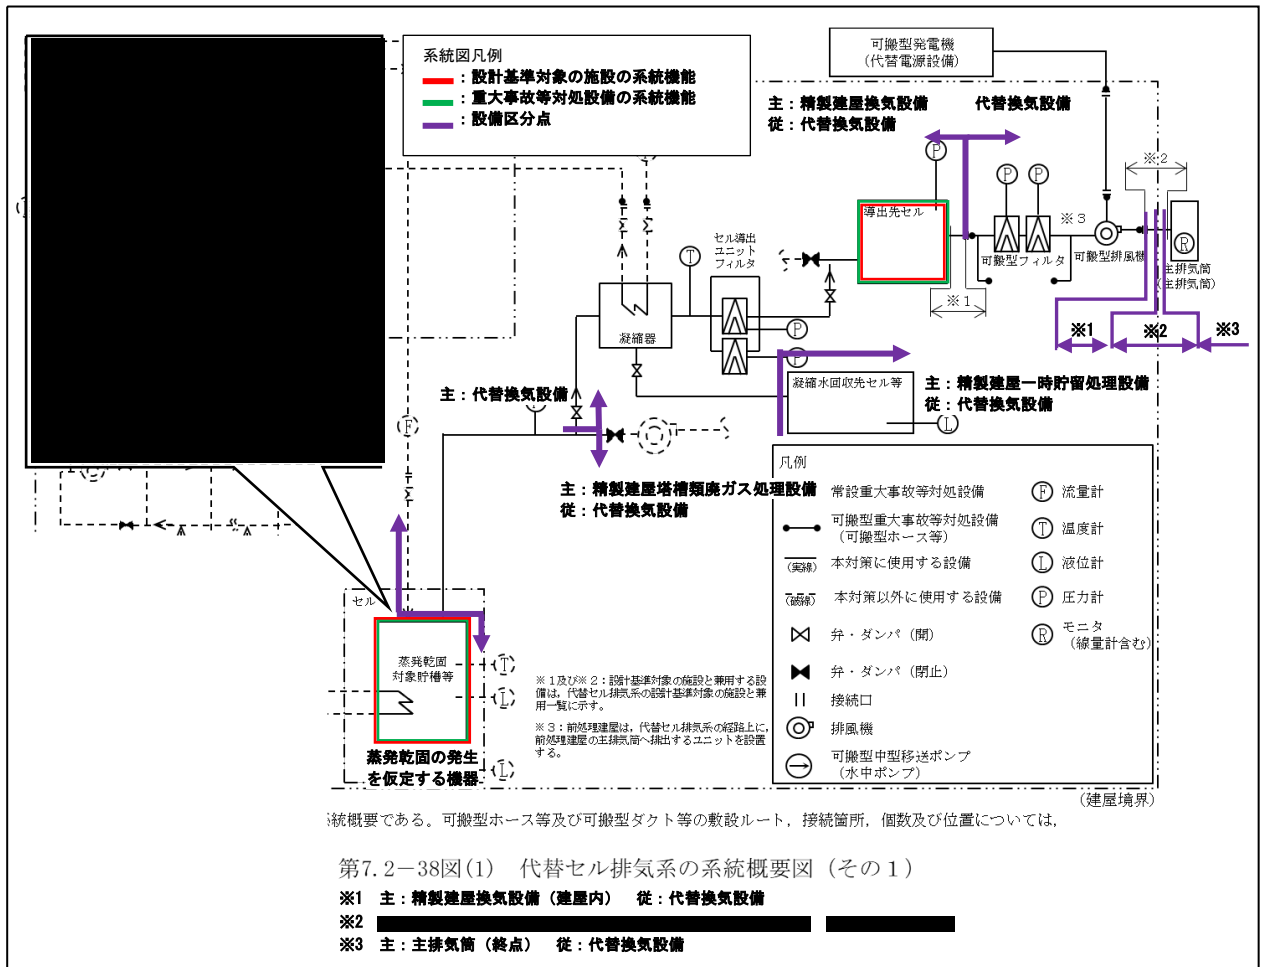 系統図凡例
：設計基準対象の施設の系統機能
：重大事故等対処設備の系統機能
：設備区分点
可搬型発電機
（代替電源設備）
主：精製建屋換気設備
従：代替換気設備
代替換気設備
※2
P
P
P
導出先セル
※3
R
可搬型フィルタ
可搬型排風機
主排気筒
（主排気筒）
※1
※1
※2
※3
セル導出
ユニット
フィルタ
T
凝縮器
P
P
凝縮水回収先セル等
L
主：精製建屋一時貯留処理設備
従：代替換気設備
主：代替換気設備
F
主：精製建屋塔槽類廃ガス処理設備
従：代替換気設備
セル
蒸発乾固
対象貯槽等
T
L
L
蒸発乾固の発生
を仮定する機器
※1及び※2：設計基準対象の施設と兼用する設
備は，代替セル排気系の設計基準対象の施設と兼
用一覧に示す。
※3：前処理建屋は，代替セル排気系の経路上に，
前処理建屋の主排気筒へ排出するユニットを設置
する。
凡例
常設重大事故等対処設備
可搬型重大事故等対処設備
（可搬型ホース等）
（実線）
本対策に使用する設備
（破線）
本対策以外に使用する設備
弁・ダンパ（開）
弁・ダンパ（閉止）
接続口
排風機
可搬型中型移送ポンプ
（水中ポンプ）
F 流量計
T 温度計
L 液位計
P 圧力計
R モニタ
（線量計含む）
（建屋境界）
統概要である。可搬型ホース等及び可搬型ダクト等の敷設ルート，接続箇所，個数及び位置については，
第7.2－38図(1) 代替セル排気系の系統概要図（その１）
※1 主：精製建屋換気設備（建屋内） 従：代替換気設備
※2
※3 主：主排気筒（終点） 従：代替換気設備